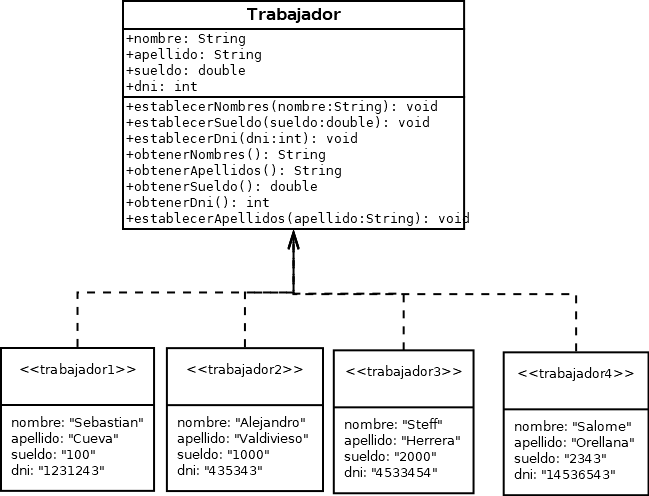 Trabajador
+nombre: String
+apellido: String
+sueldo: double
+dni: int
+establecerNombres(nombre:String): void
+establecerSueldo(sueldo:double): void
+establecerDni(dni:int): void
+obtenerNombres(): String
+obtenerApellidos(): String
+obtenerSueldo(): double
+obtenerDni(): int
+establecerApellidos(apellido:String): void
<<trabajador1>>
nombre: "Sebastian"
apellido: "Cueva"
sueldo: "100"
dni: "1231243"
<<trabajador2>>
nombre: "Alejandro"
apellido: "Valdivieso"
sueldo: "1000"
dni: "435343"
<<trabajador3>>
nombre: "Steff"
apellido: "Herrera"
sueldo: "2000"
dni: "4533454"
<<trabajador4>>
nombre: "Salome"
apellido: "Orellana"
sueldo: "2343"
dni: "14536543"